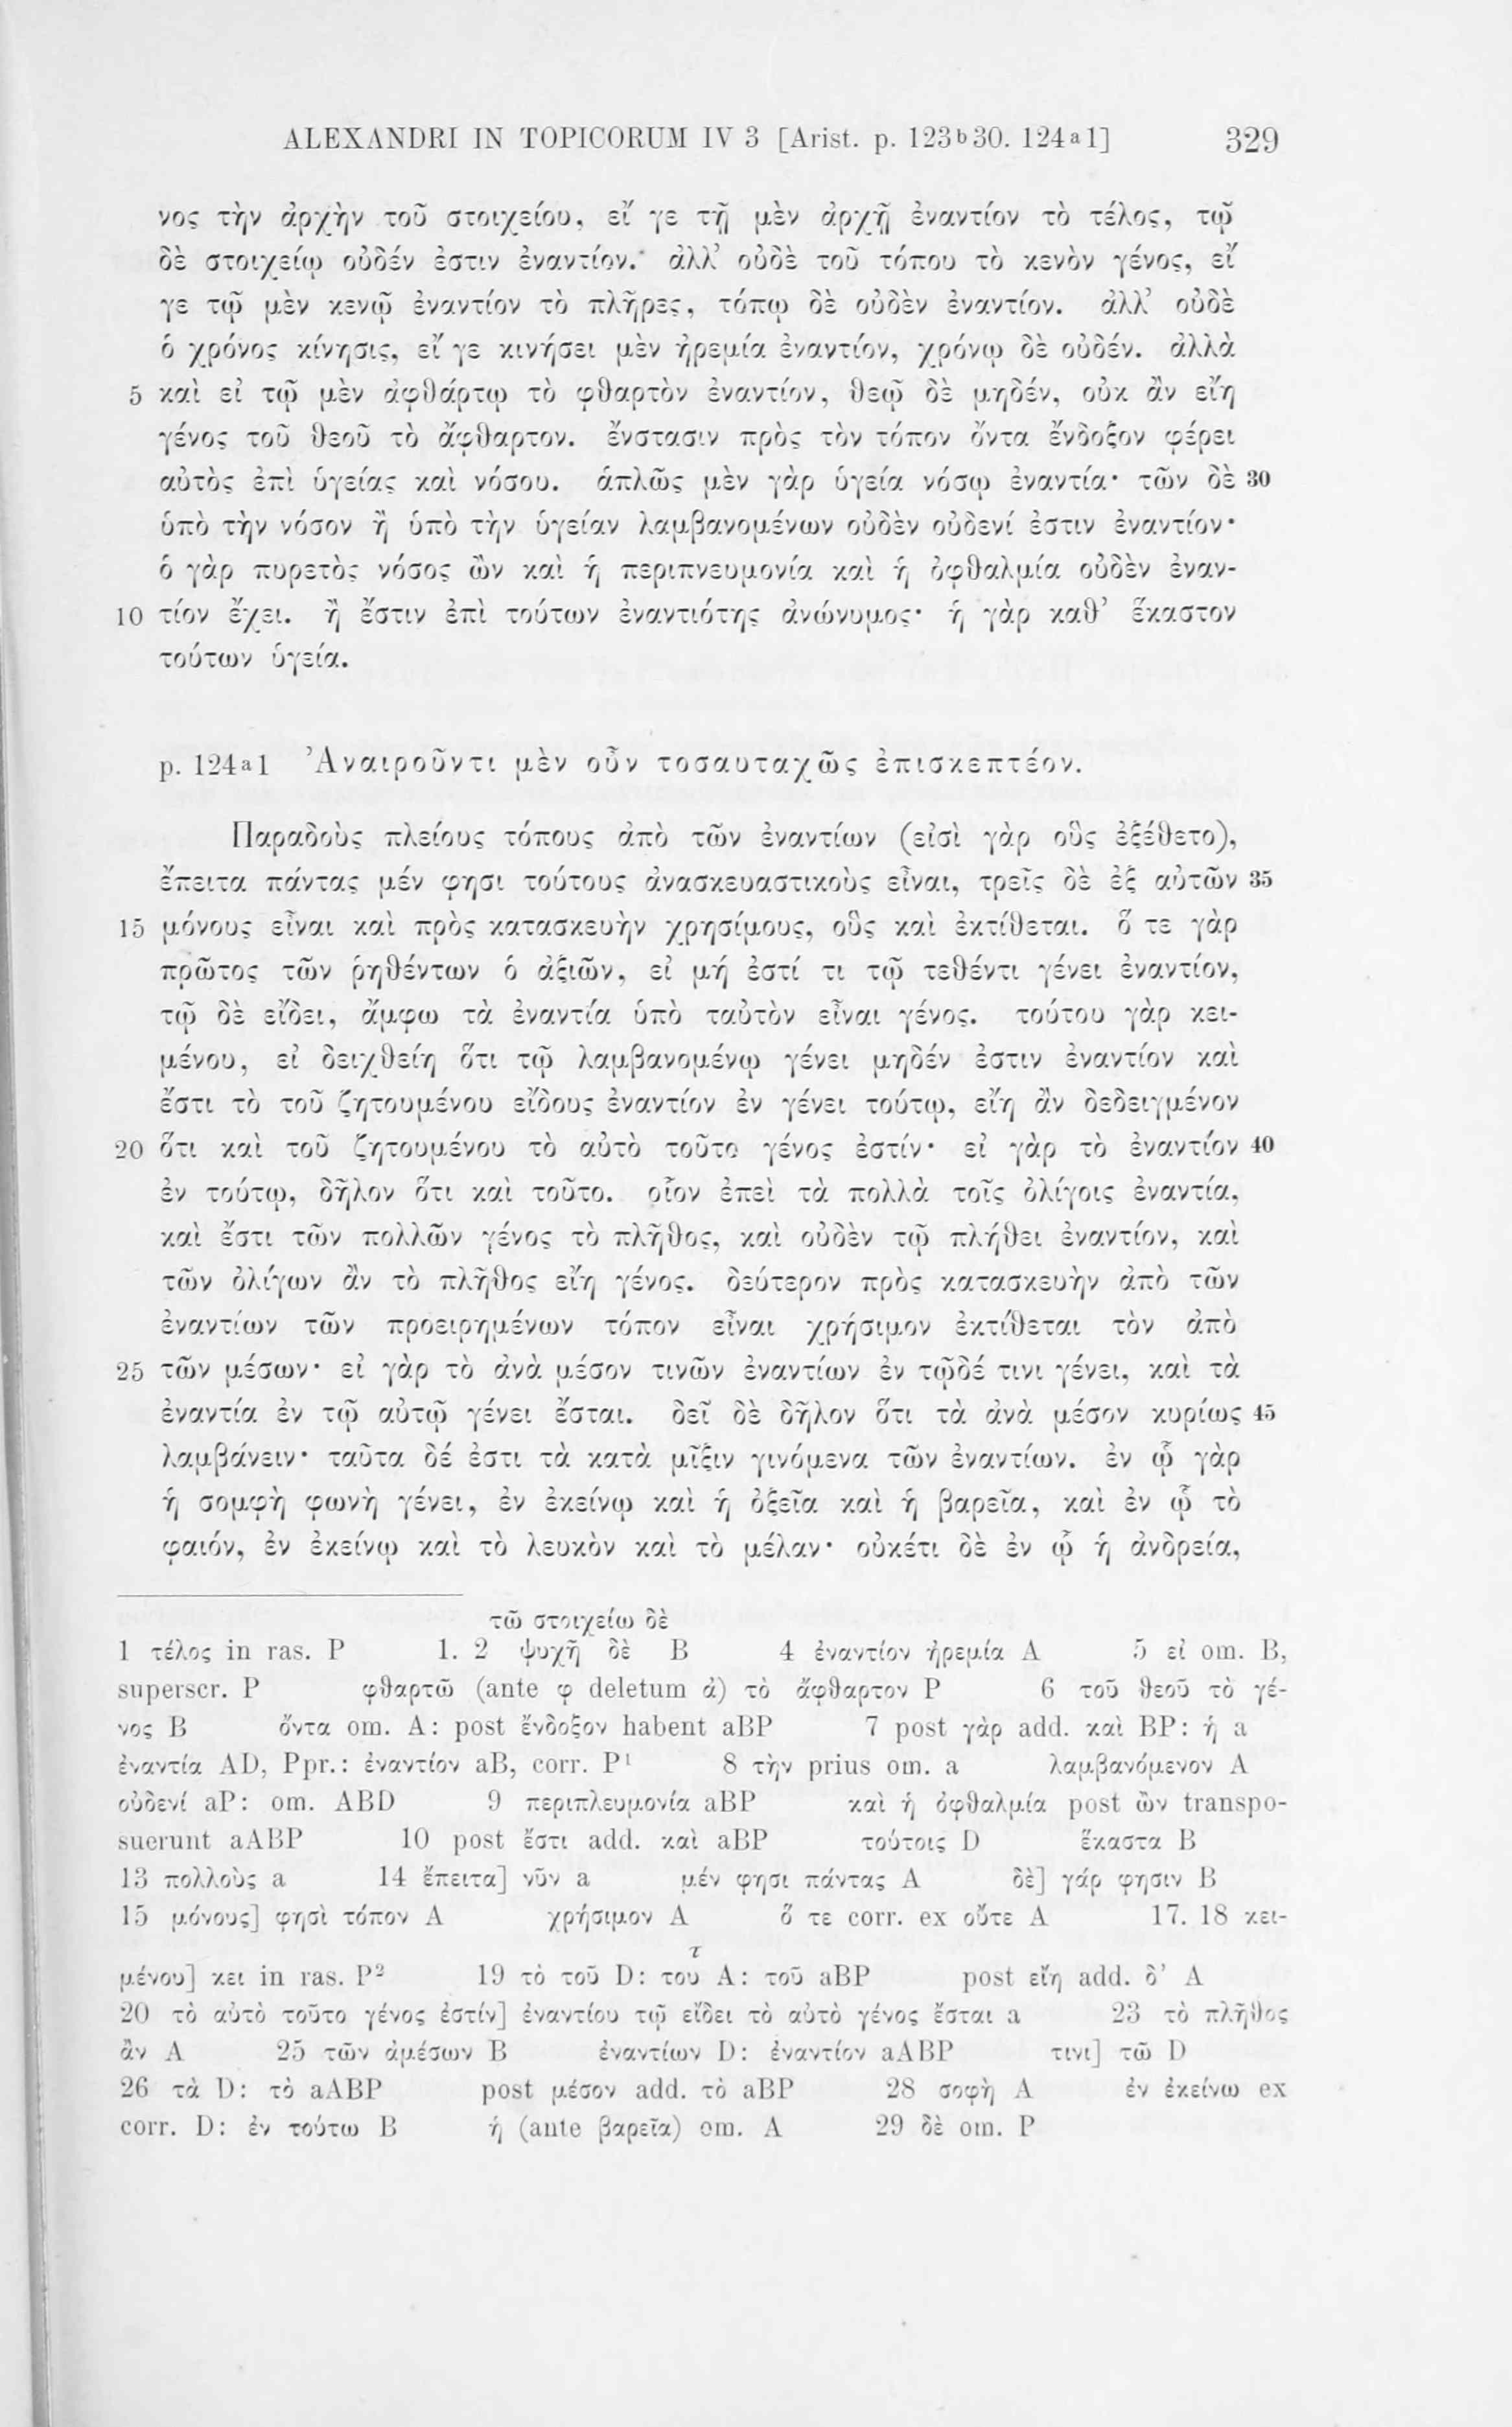 ALEXANDRI IN TOPICORUM IV 3 [Arist. p. 123b30. 124a1] 329
νος τὴν ἀρχὴν τοῦ στοιχείου, εἴ γε τῇ μὲν ἀρχῇ ἐναντίον τὸ τέλος, τῷ
δὲ στοιχείῳ οὐδέν ἐστιν ἐναντίον. ἀλλ’ οὐδὲ τοῦ τόπου τὸ κενὸν γένος, εἴ
γε τῷ μὲν κενῷ ἐναντίον τὸ πλῆρες, τόπῳ δὲ οὐδὲν ἐναντίον. ἀλλ’ οὐδὲ
ὁ χρόνος κίνησις, εἴ γε κινήσει μὲν ἠρεμία ἐναντίον, χρόνῳ δὲ οὐδέν. ἀλλὰ
5 καὶ εἰ τῷ μὲν ἀφθάρτῳ τὸ φθαρτὸν ἐναντίον, θεῷ δὲ μηδέν, οὐκ ἂν εἴη
γένος τοῦ θεοῦ τὸ ἄφθαρτον. ἔνστασιν πρὸς τὸν τόπον ὄντα ἔνδοξον φέρει
αὐτὸς ἐπὶ ὑγείας καὶ νόσου. ἁπλῶς μὲν γὰρ ὑγεία νόσῳ ἐναντία· τῶν δὲ 30
ὑπὸ τὴν νόσον ἢ ὑπὸ τὴν ὑγείαν λαμβανομένων οὐδὲν οὐδενί ἐστιν ἐναντίον·
ὁ γὰρ πυρετὸς νόσος ὢν καὶ ἡ περιπνευμονία καὶ ἡ ὀφθαλμία οὐδὲν ἐναν-
10 τίον ἔχει. ἢ ἔστιν ἐπὶ τούτων ἐναντιότης ἀνώνυμος· ἡ γὰρ καθ’ ἕκαστον
τούτων ὑγεία.
p. 124a1 Ἀναιροῦντι μὲν οὖν τοσαυταχῶς ἐπισκεπτέον.
Παραδοὺς πλείους τόπους ἀπὸ τῶν ἐναντίων (εἰσὶ γὰρ οὓς ἐξέθετο),
ἔπειτα πάντας μέν φησι τούτους ἀνασκευαστικοὺς εἶναι, τρεῖς δὲ ἐξ αὐτῶν 35
15 μόνους εἶναι καὶ πρὸς κατασκευὴν χρησίμους, οὓς καὶ ἐκτίθεται. ὅ τε γὰρ
πρῶτος τῶν ῥηθέντων ὁ ἀξιῶν, εἰ μή ἐστί τι τῷ τεθέντι γένει ἐναντίον,
τῷ δὲ εἴδει, ἄμφω τὰ ἐναντία ὑπὸ ταὐτὸν εἶναι γένος. τούτου γὰρ κει-
μένου, εἰ δειχθείη ὅτι τῷ λαμβανομένῳ γένει μηδέν ἐστιν ἐναντίον καὶ
ἔστι τὸ τοῦ ζητουμένου εἴδους ἐναντίον ἐν γένει τούτῳ, εἴη ἂν δεδειγμένον
20 ὅτι καὶ τοῦ ζητουμένου τὸ αὐτὸ τοῦτο γένος ἐστίν· εἰ γὰρ τὸ ἐναντίον 40
ἐν τούτῳ, δῆλον ὅτι καὶ τοῦτο. οἷον ἐπεὶ τὰ πολλὰ τοῖς ὀλίγοις ἐναντία,
καὶ ἔστι τῶν πολλῶν γένος τὸ πλῆθος, καὶ οὐδὲν τῷ πλήθει ἐναντίον, καὶ
τῶν ὀλίγων ἂν τὸ πλῆθος εἴη γένος. δεύτερον πρὸς κατασκευὴν ἀπὸ τῶν
ἐναντίων τῶν προειρημένων τόπον εἶναι χρήσιμον ἐκτίθεται τὸν ἀπὸ
25 τῶν μέσων· εἰ γὰρ τὸ ἀνὰ μέσον τινῶν ἐναντίων ἐν τῷδέ τινι γένει, καὶ τὰ
ἐναντία ἐν τῷ αὐτῷ γένει ἔσται. δεῖ δὲ δῆλον ὅτι τὰ ἀνὰ μέσον κυρίως 45
λαμβάνειν· ταῦτα δέ ἐστι τὰ κατὰ μῖξιν γινόμενα τῶν ἐναντίων. ἐν ᾧ γὰρ
ἡ σομφὴ φωνὴ γένει, ἐν ἐκείνῳ καὶ ἡ ὀξεῖα καὶ ἡ βαρεῖα, καὶ ἐν ᾧ τὸ
φαιόν, ἐν ἐκείνῳ καὶ τὸ λευκὸν καὶ τὸ μέλαν· οὐκέτι δὲ ἐν ᾧ ἡ ἀνδρεία,
τῶ στοιχείω δὲ
1 τέλος in ras. P 1. 2 ψυχῆ δὲ B 4 ἐναντίον ἠρεμία A 5 εἰ om. B,
superscr. P φθαρτῶ (ante φ deletum ἀ) τὸ ἄφθαρτον P 6 τοῦ θεοῦ τὸ γέ-
νος B ὄντα om. A: post ἔνδοξον habent aBP 7 post γὰρ add. καὶ BP: ἡ a
ἐναντία AD, Ppr.: ἐναντίον aB, corr. P1 8 τὴν prius om. a λαμβανόμενον A
οὐδενί aP: om. ABD 9 περιπλευμονία aBP καὶ ἡ ὀφθαλμία post ὢν transpo-
suerunt aABP 10 post ἔστι add. καὶ aBP τούτοις D ἕκαστα B
13 πολλοὺς a 14 ἔπειτα] νῦν a μέν φησι πάντας A δὲ] γάρ φησιν B
15 μόνους] φησὶ τόπον A χρήσιμον A ὅ τε corr. ex οὔτε A 17. 18 κει-
τ
μένου] κει in ras. P2 19 τὸ τοῦ D: του A: τοῦ aBP post εἴη add. δ’ A
20 τὸ αὐτὸ τοῦτο γένος ἐστίν] ἐναντίου τῷ εἴδει τὸ αὐτὸ γένος ἔσται a 23 τὸ πλῆθος
ἂν A 25 τῶν ἀμέσων B ἐναντίων D: ἐναντίον aABP τινι] τῶ D
26 τὰ D: τὸ aABP post μέσον add. τὸ aBP 28 σοφὴ A ἐν ἐκείνω ex
corr. D: ἐν τούτω B ἡ (ante βαρεῖα) om. A 29 δὲ om. P